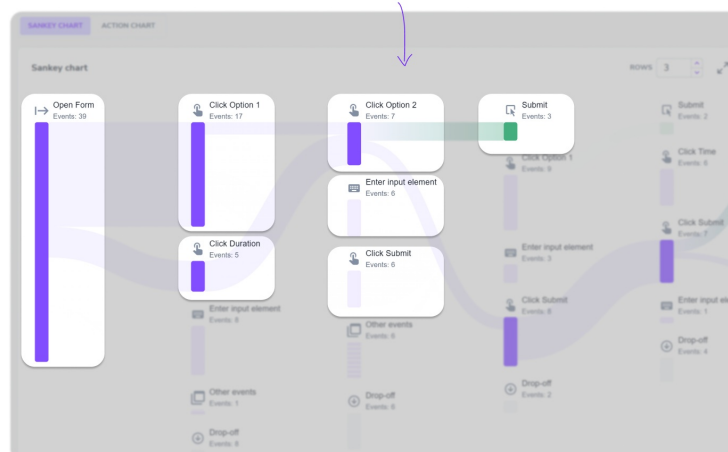 SANKEY CHART
ACTION CHART
Sankey chart
ROWS 3
Open Form
Events: 39
Click Option 1
Events: 17
Click Duration
Events: 5
Enter input element
Events: 8
Other events
Events: 1
Drop-off
Events: 8
Click Option 2
Events: 7
Enter input element
Events: 6
Click Submit
Events: 6
Other events
Events: 6
Drop-off
Events: 6
Submit
Events: 3
Click Option 1
Events: 9
Enter input element
Events: 3
Click Submit
Events: 8
Drop-off
Events: 2
Submit
Events: 2
Click Time
Events: 8
Click Submit
Events: 7
Enter input ele
Events: 1
Drop-off
Events: 4